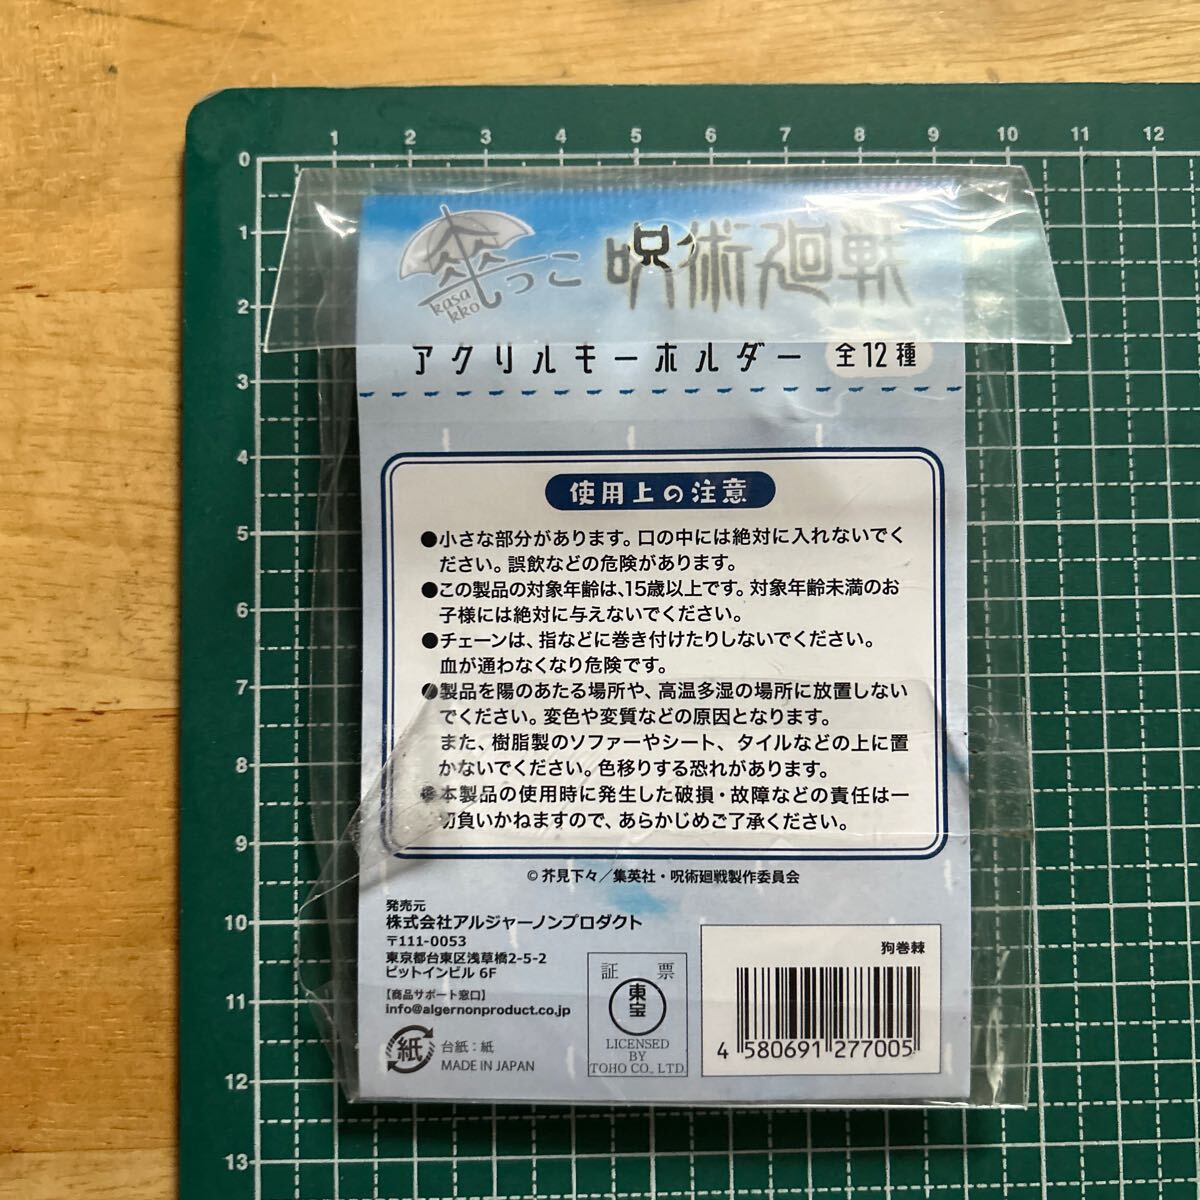 1 2 3 4 5 6 7 8 9 10 11 12
0
1
2
3
4
5
6
7
8
9
10
11
12
13
傘っこ 呪術廻戦
kasa
kko
アクリルキーホルダー 全12種
使用上の注意
●小さな部分があります。口の中には絶対に入れないでく
ださい。誤飲などの危険があります。
●この製品の対象年齢は、15歳以上です。対象年齢未満のお
子様には絶対に与えないでください。
●チェーンは、指などに巻き付けたりしないでください。
血が通わなくなり危険です。
●製品を陽のあたる場所や、高温多湿の場所に放置しない
でください。変色や変質などの原因となります。
また、樹脂製のソファーやシート、タイルなどの上に置
かないでください。色移りする恐れがあります。
●本製品の使用時に発生した破損・故障などの責任は一
切負いかねますので、あらかじめご了承ください。
©芥見下々／集英社・呪術廻戦製作委員会
発売元
株式会社アルジャーノンプロダクト
〒111-0053
東京都台東区浅草橋2-5-2
ピットインビル 6F
【商品サポート窓口】
info@algernonproduct.co.jp
紙
台紙：紙
MADE IN JAPAN
証 票
東宝
LICENSED
BY
TOHO CO., LTD.
狗巻棘
4 580691 277005